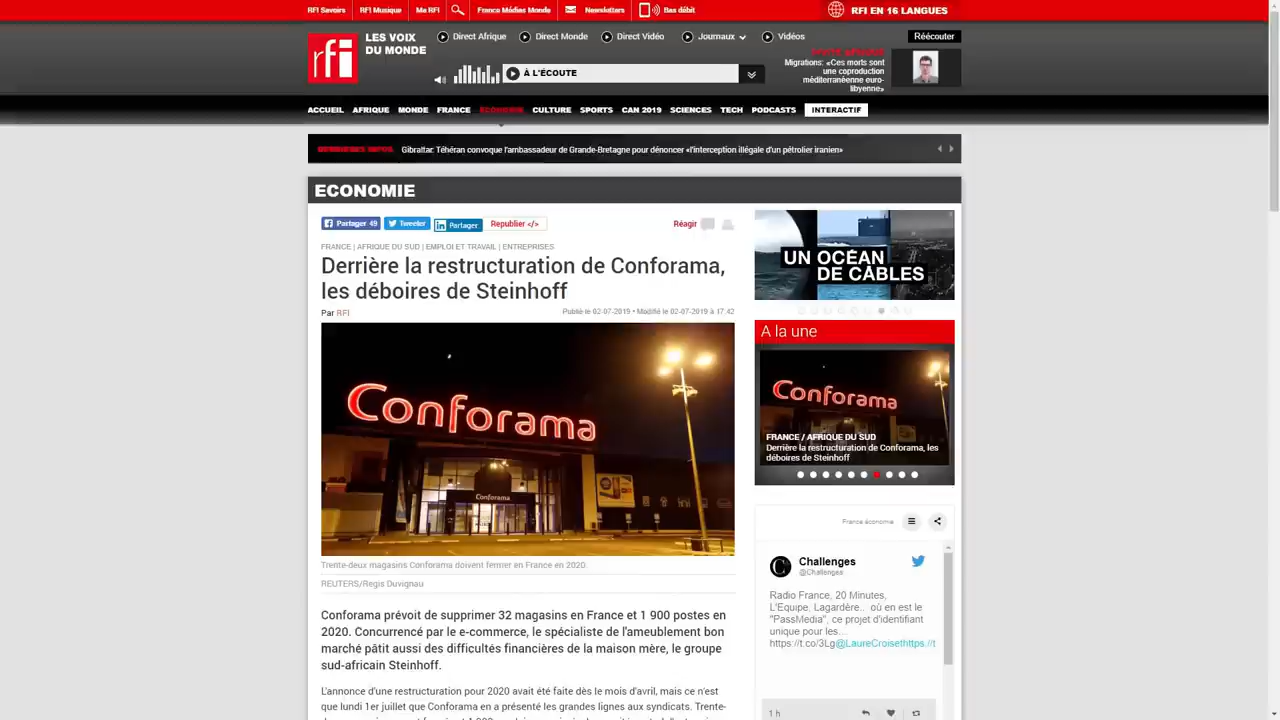 RFI Savoirs
RFI Musique
Ma RFI
France Médias Monde
Newsletters
Bas débit
RFI EN 16 LANGUES
rfi
LES VOIX
DU MONDE
Direct Afrique
Direct Monde
Direct Vidéo
Journaux
Vidéos
Réécouter
À L'ÉCOUTE
INVITÉ AFRIQUE
Migrations: «Ces morts sont
une coproduction
méditerranéenne euro-
libyenne»
ACCUEIL AFRIQUE MONDE FRANCE ECONOMIE CULTURE SPORTS CAN 2019 SCIENCES TECH PODCASTS INTERACTIF
DERNIÈRES INFOS
Gibraltar: Téhéran convoque l'ambassadeur de Grande-Bretagne pour dénoncer «l'interception illégale d'un pétrolier iranien»
ECONOMIE
Partager 49
Tweeter
Partager
Republier </>
Réagir
FRANCE | AFRIQUE DU SUD | EMPLOI ET TRAVAIL | ENTREPRISES
Derrière la restructuration de Conforama,
les déboires de Steinhoff
Par RFI
Publié le 02-07-2019 • Modifié le 02-07-2019 à 17:42
Conforama
Conforama
Trente-deux magasins Conforama doivent fermer en France en 2020.
REUTERS/Regis Duvignau
Conforama prévoit de supprimer 32 magasins en France et 1 900 postes en
2020. Concurrencé par le e-commerce, le spécialiste de l'ameublement bon
marché pâtit aussi des difficultés financières de la maison mère, le groupe
sud-africain Steinhoff.
L'annonce d'une restructuration pour 2020 avait été faite dès le mois d'avril, mais ce n'est
que lundi 1er juillet que Conforama en a présenté les grandes lignes aux syndicats. Trente-
UN OCÉAN
DE CÂBLES
A la une
Conforama
FRANCE / AFRIQUE DU SUD
Derrière la restructuration de Conforama, les
déboires de Steinhoff
France économie
Challenges
@Challenges
Radio France, 20 Minutes,
L'Equipe, Lagardère.. où en est le
"PassMedia", ce projet d'identifiant
unique pour les...
https://t.co/3Lg@LaureCroisethttps://t
1 h